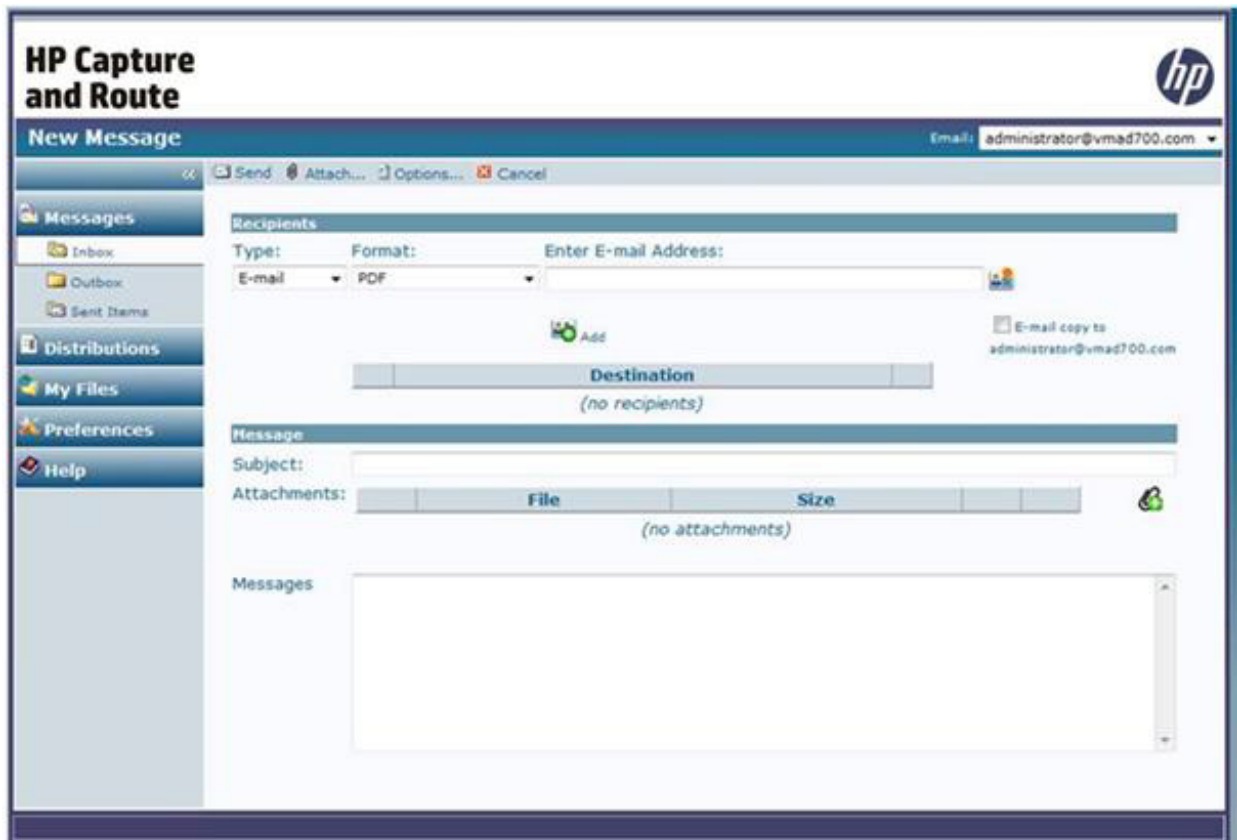 HP Capture
and Route
hp
New Message
Email: administrator@vmad700.com
Send Attach... Options... Cancel
Messages
Inbox
Outbox
Sent Items
Distributions
My Files
Preferences
Help
Recipients
Type: Format: Enter E-mail Address:
E-mail PDF
Add
E-mail copy to
administrator@vmad700.com
Destination
(no recipients)
Message
Subject:
Attachments: File Size
(no attachments)
Messages